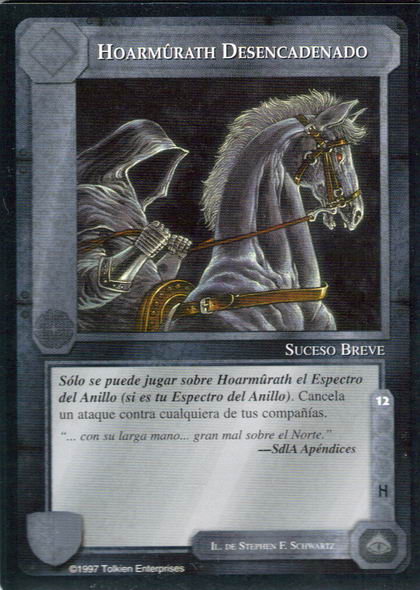 HOARMÛRATH DESENCADENADO
SUCESO BREVE
Sólo se puede jugar sobre Hoarmûrath el Espectro
del Anillo (si es tu Espectro del Anillo). Cancela
un ataque contra cualquiera de tus compañías.
"... con su larga mano... gran mal sobre el Norte."
—SdlA Apéndices
12
H
IL. DE STEPHEN F. SCHWARTZ
©1997 Tolkien Enterprises